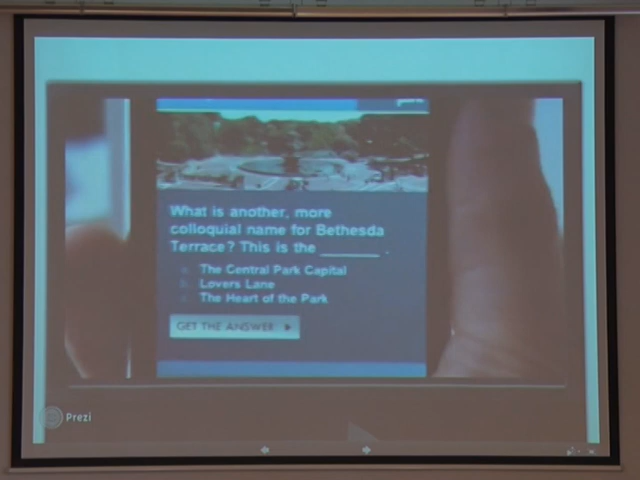 What is another, more
colloquial name for Bethesda
Terrace? This is the ______ .
The Central Park Capital
Lovers Lane
The Heart of the Park
GET THE ANSWER
Prezi